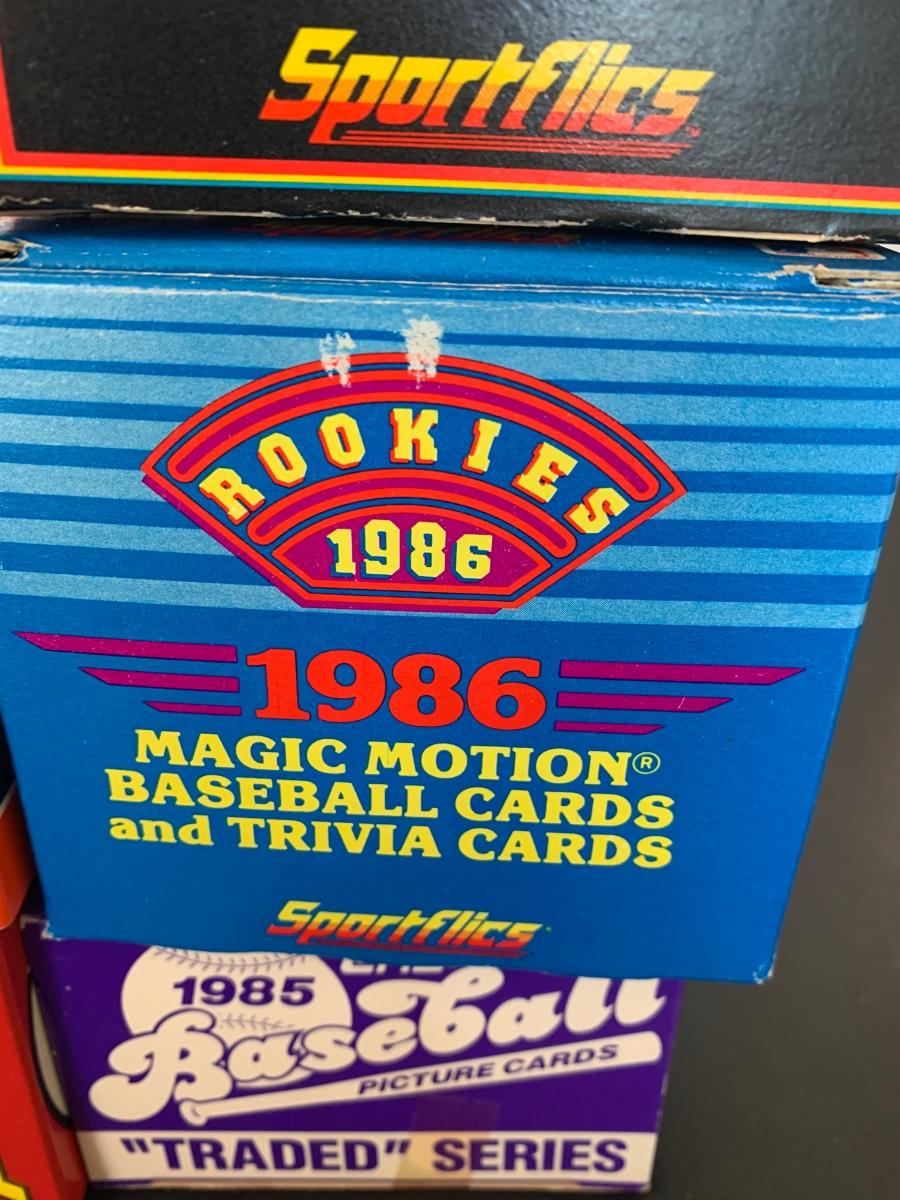 Sportflics
ROOKIES
1986
1986
MAGIC MOTION®
BASEBALL CARDS
and TRIVIA CARDS
Sportflics
1985
Baseball
PICTURE CARDS
"TRADED" SERIES